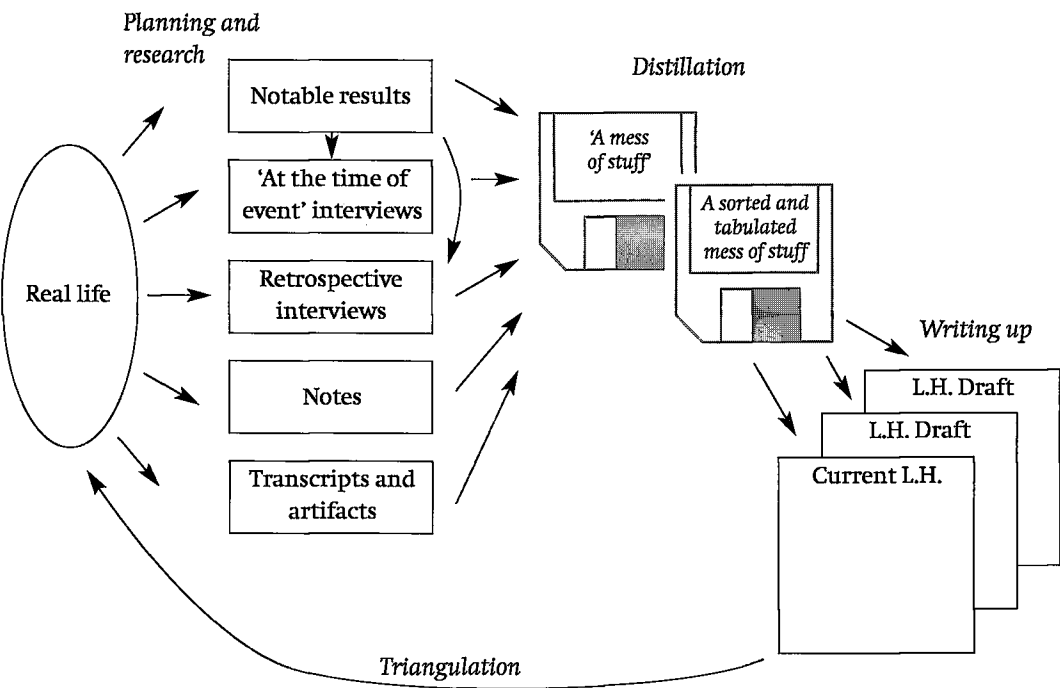 Planning and
research
Notable results
'At the time of
event' interviews
Real life
Retrospective
interviews
Notes
Transcripts and
artifacts
Distillation
'A mess
of stuff'
A sorted and
tabulated
mess of stuff
Writing up
L.H. Draft
L.H. Draft
Current L.H.
Triangulation